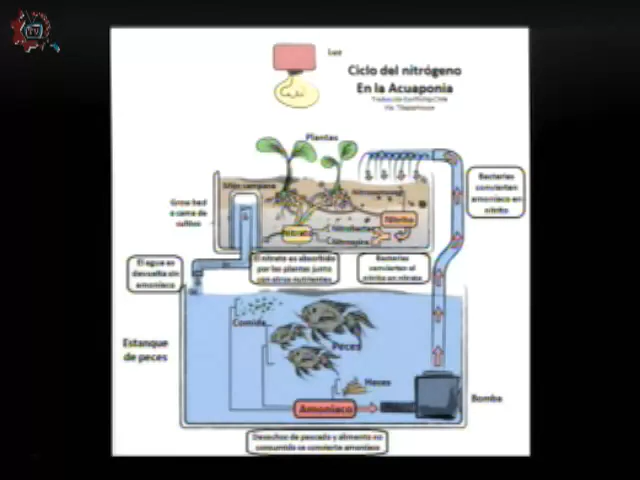 TV
Luz
Ciclo del nitrógeno
En la Acuaponia
Plantas
Bacterias
convierten
amoniaco en
nitrito
Grow bed
o cama de
cultivo
Nitrito
Nitrato
El agua es
devuelta sin
amoniaco
El nitrato es absorbido
por las plantas junto
con otros nutrientes
Bacterias
convierten el
nitrito en nitrato
Comida
Estanque
de peces
Peces
Heces
Bomba
Amoniaco
Desechos de pescado y alimento no
consumido se convierte amoniaco